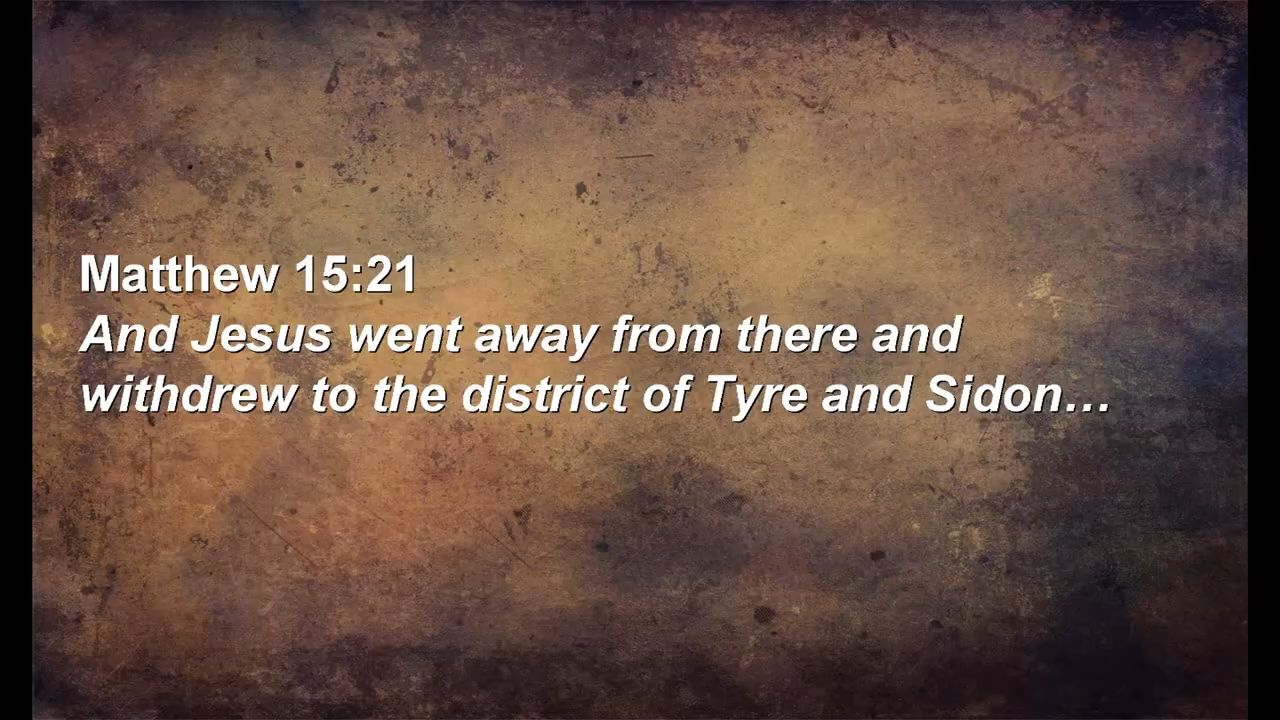 Matthew 15:21
And Jesus went away from there and
withdrew to the district of Tyre and Sidon…